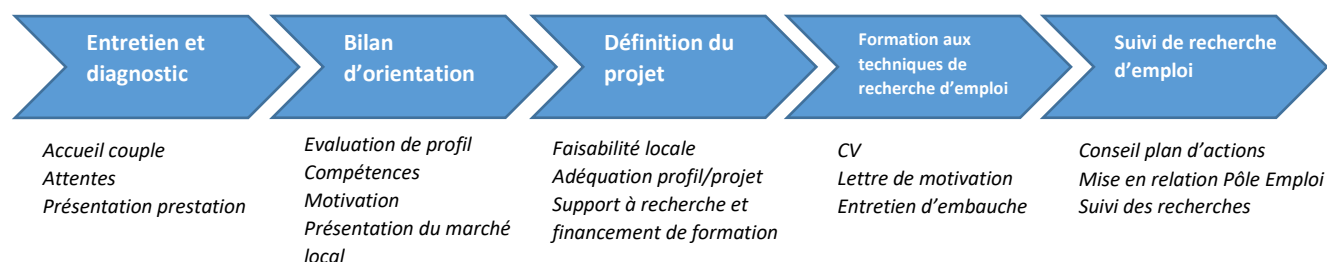 Entretien et
diagnostic
Accueil couple
Attentes
Présentation prestation
Bilan
d’orientation
Evaluation de profil
Compétences
Motivation
Présentation du marché
local
Définition du
projet
Faisabilité locale
Adéquation profil/projet
Support à recherche et
financement de formation
Formation aux
techniques de
recherche d’emploi
CV
Lettre de motivation
Entretien d’embauche
Suivi de recherche
d’emploi
Conseil plan d’actions
Mise en relation Pôle Emploi
Suivi des recherches